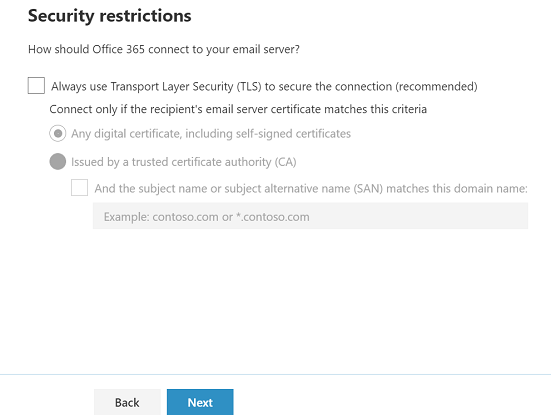 Security restrictions
How should Office 365 connect to your email server?
Always use Transport Layer Security (TLS) to secure the connection (recommended)
Connect only if the recipient's email server certificate matches this criteria
Any digital certificate, including self-signed certificates
Issued by a trusted certificate authority (CA)
And the subject name or subject alternative name (SAN) matches this domain name:
Example: contoso.com or *.contoso.com
Back Next